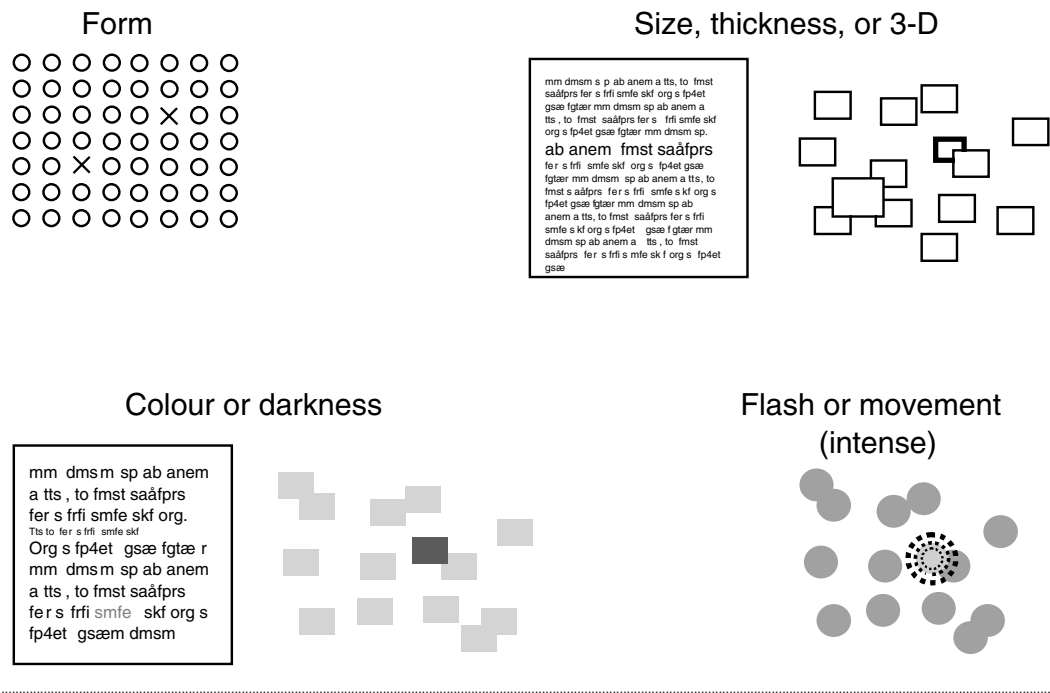 Form
Size, thickness, or 3-D
mm dmsm s p ab anem a tts, to fmst
saåfprs fer s frfi smfe skf org s fp4et
gsæ fgtær mm dmsm sp ab anem a
tts , to fmst saåfprs fer s frfi smfe skf
org s fp4et gsæ fgtær mm dmsm sp.
ab anem fmst saåfprs
fer s frfi smfe skf org s fp4et gsæ
fgtær mm dmsm sp ab anem a tts, to
fmst s aåfprs fer s frfi smfe s kf org s
fp4et gsæ fgtær mm dmsm sp ab
anem a tts, to fmst saåfprs fer s frfi
smfe s kf org s fp4et gsæ f gtær mm
dmsm sp ab anem a tts , to fmst
saåfprs fer s frfi s mfe sk f org s fp4et
gsæ
Colour or darkness
mm dmsm sp ab anem
a tts , to fmst saåfprs
fer s frfi smfe skf org.
Tts to fer s frfi smfe skf
Org s fp4et gsæ fgtæ r
mm dmsm sp ab anem
a tts , to fmst saåfprs
fer s frfi smfe skf org s
fp4et gsæm dmsm
Flash or movement
(intense)